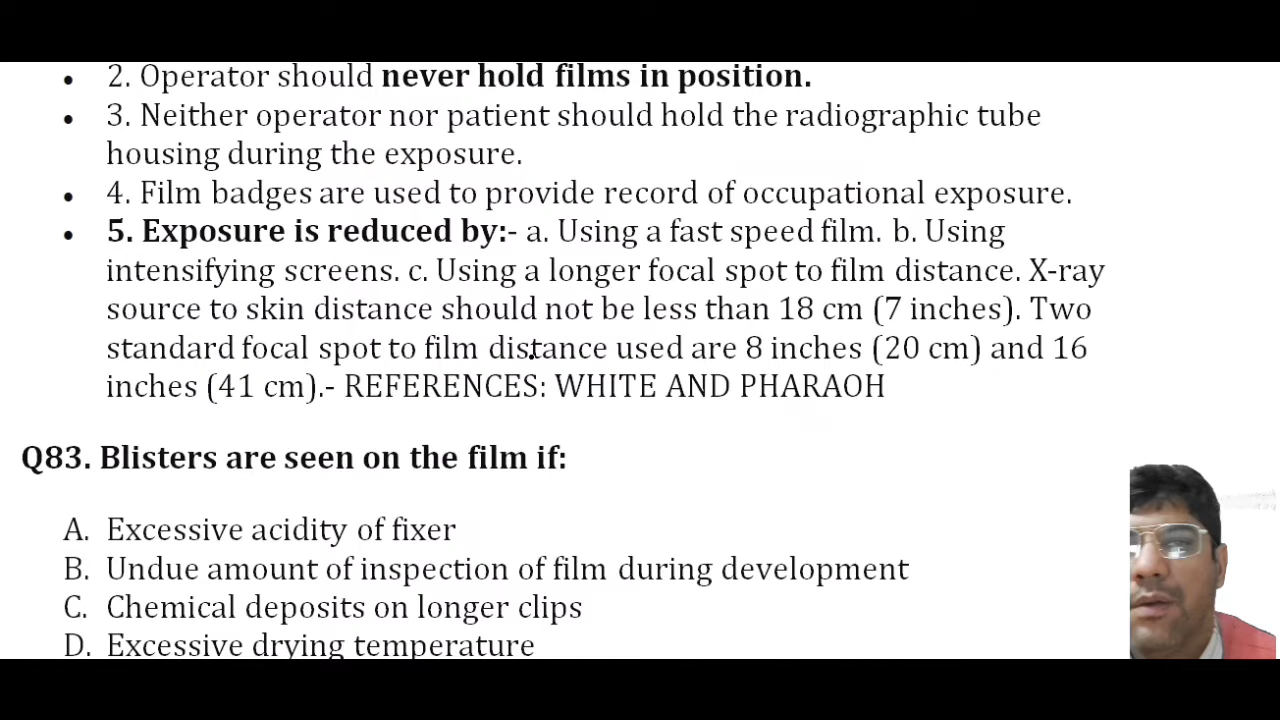 • 2. Operator should never hold films in position.
• 3. Neither operator nor patient should hold the radiographic tube
housing during the exposure.
• 4. Film badges are used to provide record of occupational exposure.
• 5. Exposure is reduced by:- a. Using a fast speed film. b. Using
intensifying screens. c. Using a longer focal spot to film distance. X-ray
source to skin distance should not be less than 18 cm (7 inches). Two
standard focal spot to film distance used are 8 inches (20 cm) and 16
inches (41 cm).- REFERENCES: WHITE AND PHARAOH
Q83. Blisters are seen on the film if:
A. Excessive acidity of fixer
B. Undue amount of inspection of film during development
C. Chemical deposits on longer clips
D. Excessive drying temperature